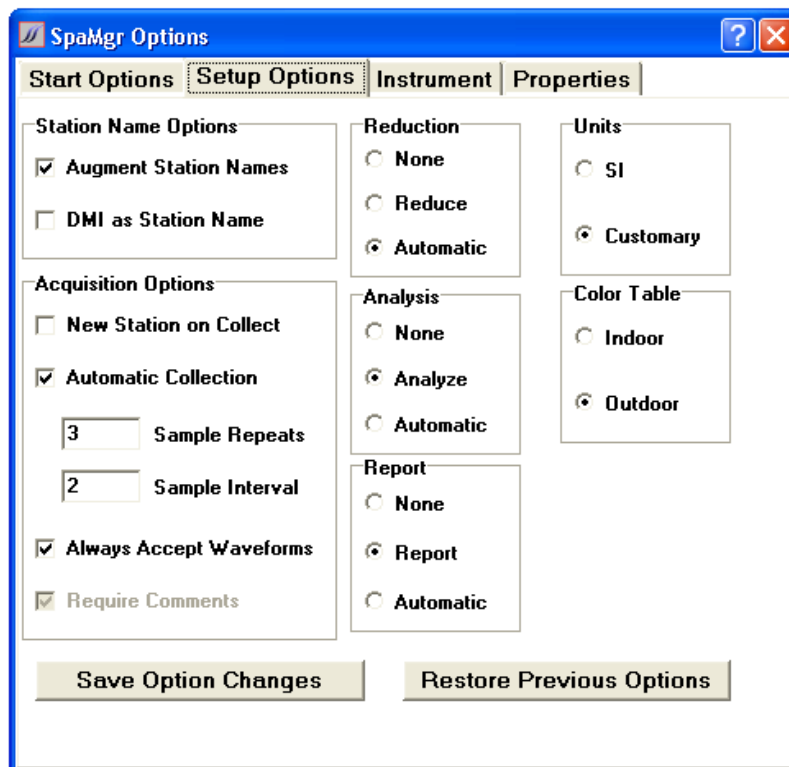 SpaMgr Options
?
Start Options Setup Options Instrument Properties
Station Name Options
Augment Station Names
DMI as Station Name
Acquisition Options
New Station on Collect
Automatic Collection
3 Sample Repeats
2 Sample Interval
Always Accept Waveforms
Require Comments
Reduction
None
Reduce
Automatic
Analysis
None
Analyze
Automatic
Report
None
Report
Automatic
Units
SI
Customary
Color Table
Indoor
Outdoor
Save Option Changes
Restore Previous Options